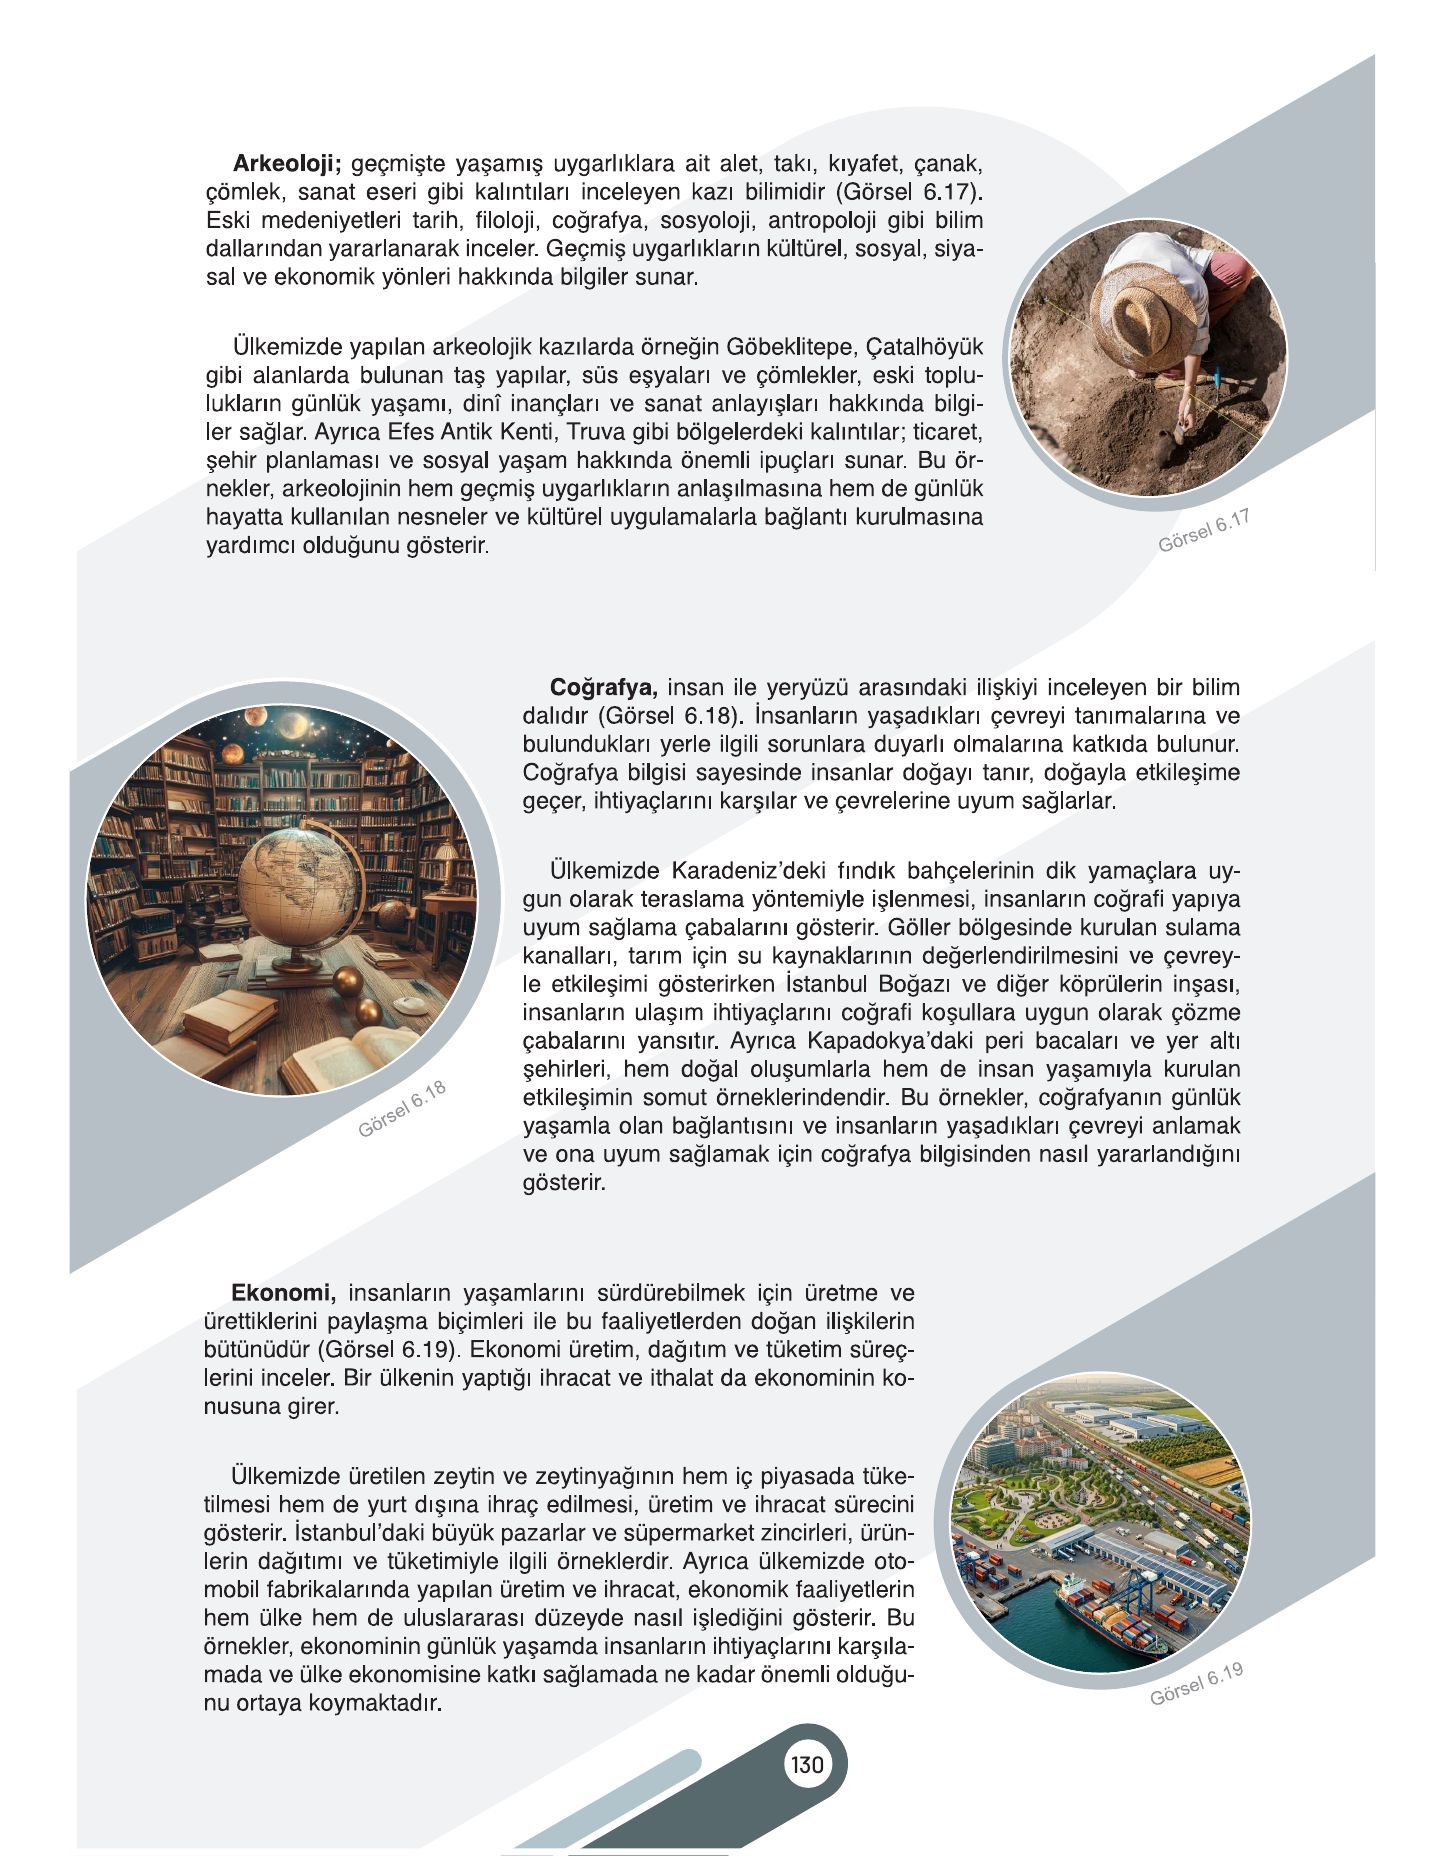 Arkeoloji; geçmişte yaşamış uygarlıklara ait alet, takı, kıyafet, çanak,
çömlek, sanat eseri gibi kalıntıları inceleyen kazı bilimidir (Görsel 6.17).
Eski medeniyetleri tarih, filoloji, coğrafya, sosyoloji, antropoloji gibi bilim
dallarından yararlanarak inceler. Geçmiş uygarlıkların kültürel, sosyal, siya-
sal ve ekonomik yönleri hakkında bilgiler sunar.
Ülkemizde yapılan arkeolojik kazılarda örneğin Göbeklitepe, Çatalhöyük
gibi alanlarda bulunan taş yapılar, süs eşyaları ve çömlekler, eski toplu-
lukların günlük yaşamı, dinî inançları ve sanat anlayışları hakkında bilgi-
ler sağlar. Ayrıca Efes Antik Kenti, Truva gibi bölgelerdeki kalıntılar; ticaret,
şehir planlaması ve sosyal yaşam hakkında önemli ipuçları sunar. Bu ör-
nekler, arkeolojinin hem geçmiş uygarlıkların anlaşılmasına hem de günlük
hayatta kullanılan nesneler ve kültürel uygulamalarla bağlantı kurulmasına
yardımcı olduğunu gösterir.
Görsel 6.17
Coğrafya, insan ile yeryüzü arasındaki ilişkiyi inceleyen bir bilim
dalıdır (Görsel 6.18). İnsanların yaşadıkları çevreyi tanımalarına ve
bulundukları yerle ilgili sorunlara duyarlı olmalarına katkıda bulunur.
Coğrafya bilgisi sayesinde insanlar doğayı tanır, doğayla etkileşime
geçer, ihtiyaçlarını karşılar ve çevrelerine uyum sağlarlar.
Ülkemizde Karadeniz’deki fındık bahçelerinin dik yamaçlara uy-
gun olarak teraslama yöntemiyle işlenmesi, insanların coğrafi yapıya
uyum sağlama çabalarını gösterir. Göller bölgesinde kurulan sulama
kanalları, tarım için su kaynaklarının değerlendirilmesini ve çevrey-
le etkileşimi gösterirken İstanbul Boğazı ve diğer köprülerin inşası,
insanların ulaşım ihtiyaçlarını coğrafi koşullara uygun olarak çözme
çabalarını yansıtır. Ayrıca Kapadokya’daki peri bacaları ve yer altı
şehirleri, hem doğal oluşumlarla hem de insan yaşamıyla kurulan
etkileşimin somut örneklerindendir. Bu örnekler, coğrafyanın günlük
yaşamla olan bağlantısını ve insanların yaşadıkları çevreyi anlamak
ve ona uyum sağlamak için coğrafya bilgisinden nasıl yararlandığını
gösterir.
Görsel 6.18
Ekonomi, insanların yaşamlarını sürdürebilmek için üretme ve
ürettiklerini paylaşma biçimleri ile bu faaliyetlerden doğan ilişkilerin
bütünüdür (Görsel 6.19). Ekonomi üretim, dağıtım ve tüketim süreç-
lerini inceler. Bir ülkenin yaptığı ihracat ve ithalat da ekonominin ko-
nusuna girer.
Ülkemizde üretilen zeytin ve zeytinyağının hem iç piyasada tüke-
tilmesi hem de yurt dışına ihraç edilmesi, üretim ve ihracat sürecini
gösterir. İstanbul’daki büyük pazarlar ve süpermarket zincirleri, ürün-
lerin dağıtımı ve tüketimiyle ilgili örneklerdir. Ayrıca ülkemizde oto-
mobil fabrikalarında yapılan üretim ve ihracat, ekonomik faaliyetlerin
hem ülke hem de uluslararası düzeyde nasıl işlediğini gösterir. Bu
örnekler, ekonominin günlük yaşamda insanların ihtiyaçlarını karşıla-
mada ve ülke ekonomisine katkı sağlamada ne kadar önemli olduğu-
nu ortaya koymaktadır.
Görsel 6.19
130